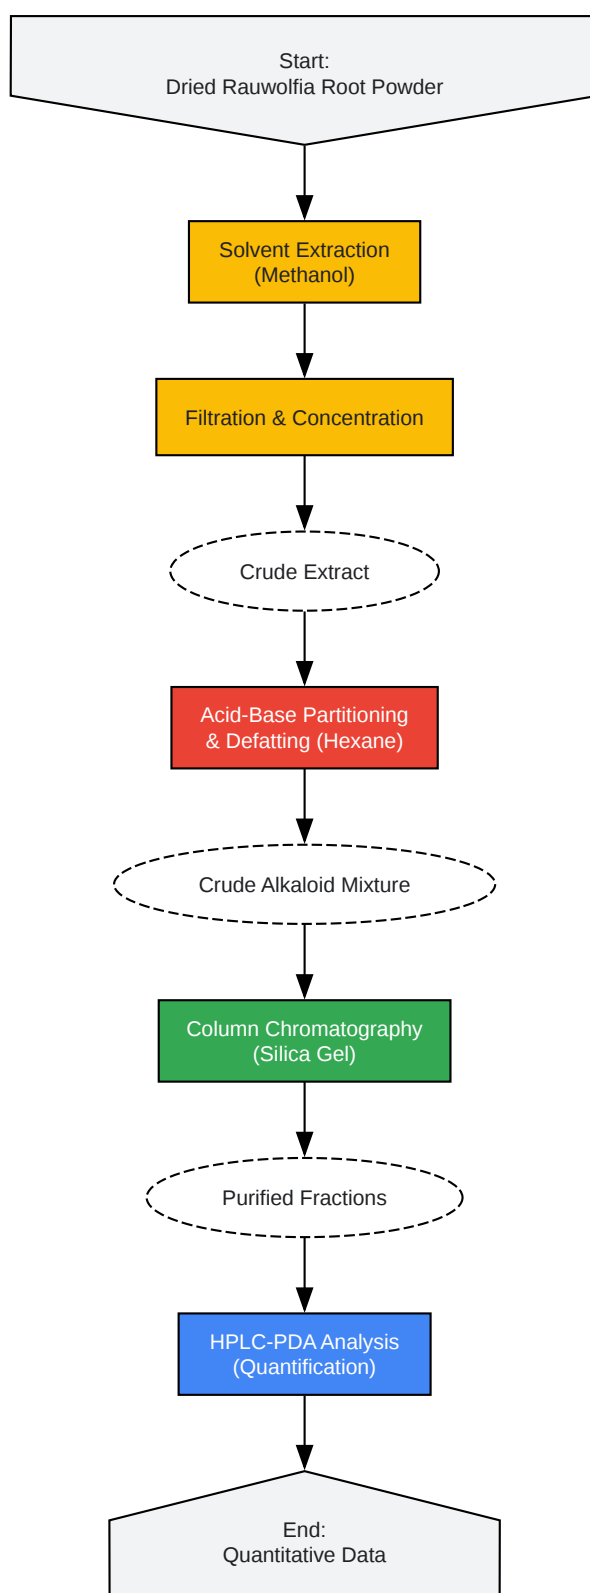 Start:
Dried Rauwolfia Root Powder
Solvent Extraction
(Methanol)
Filtration & Concentration
Crude Extract
Acid-Base Partitioning
& Defatting (Hexane)
Crude Alkaloid Mixture
Column Chromatography
(Silica Gel)
Purified Fractions
HPLC-PDA Analysis
(Quantification)
End:
Quantitative Data